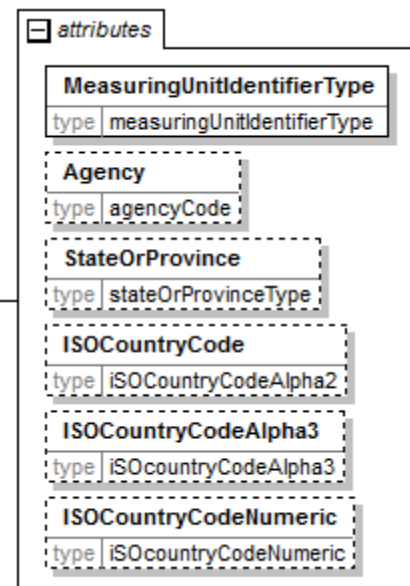 attributes
MeasuringUnitIdentifierType
type measuringUnitIdentifierType
Agency
type agencyCode
StateOrProvince
type stateOrProvinceType
ISOCountryCode
type iSOCountryCodeAlpha2
ISOCountryCodeAlpha3
type iSOcountryCodeAlpha3
ISOCountryCodeNumeric
type iSOcountryCodeNumeric